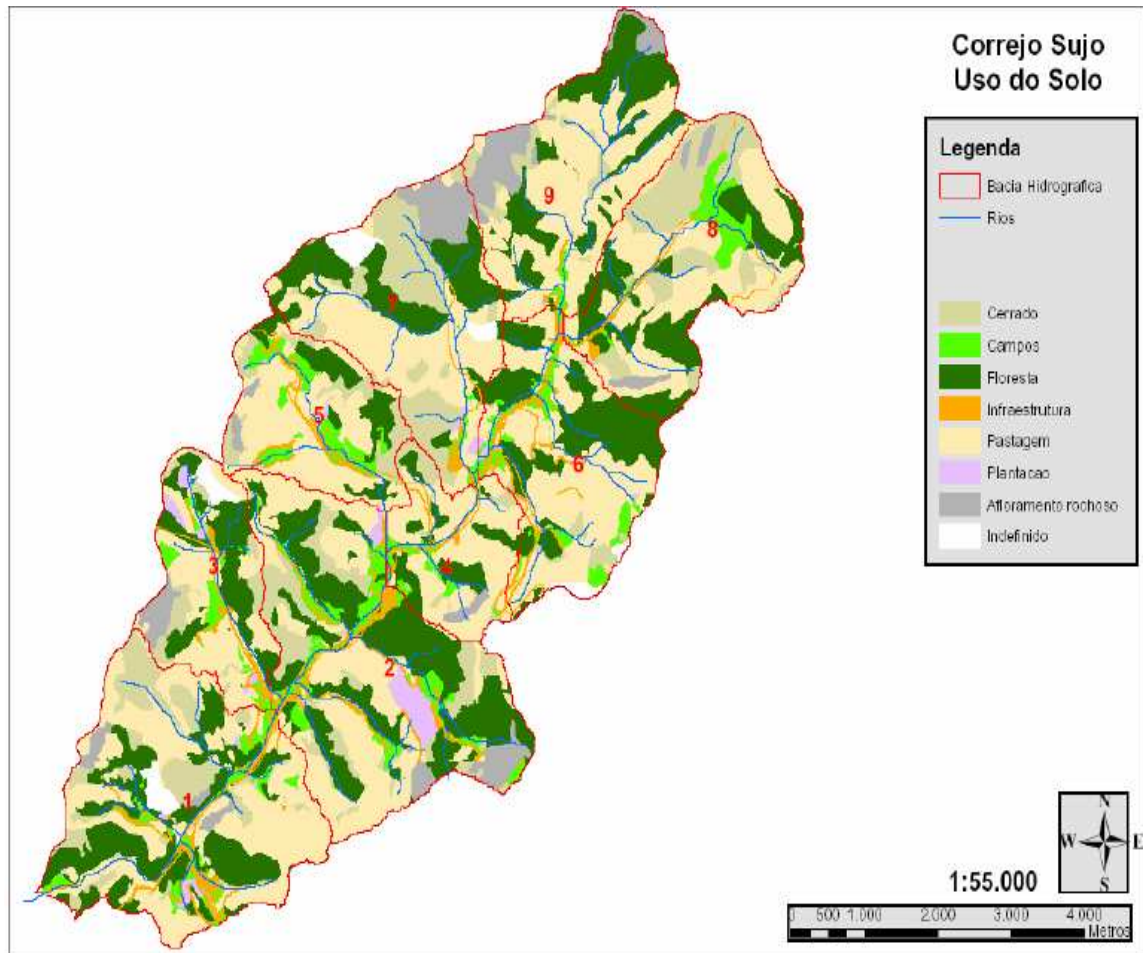 Correjo Sujo
Uso do Solo
Legenda
Bacia Hidrografica
Rios
Cerrado
Campos
Floresta
Infraestrutura
Pastagem
Plantacao
Afloramento rochoso
Indefinido
9
8
7
5
6
3
4
2
1
N
W E
S
1:55.000
0 500 1.000 2.000 3.000 4.000
Metros